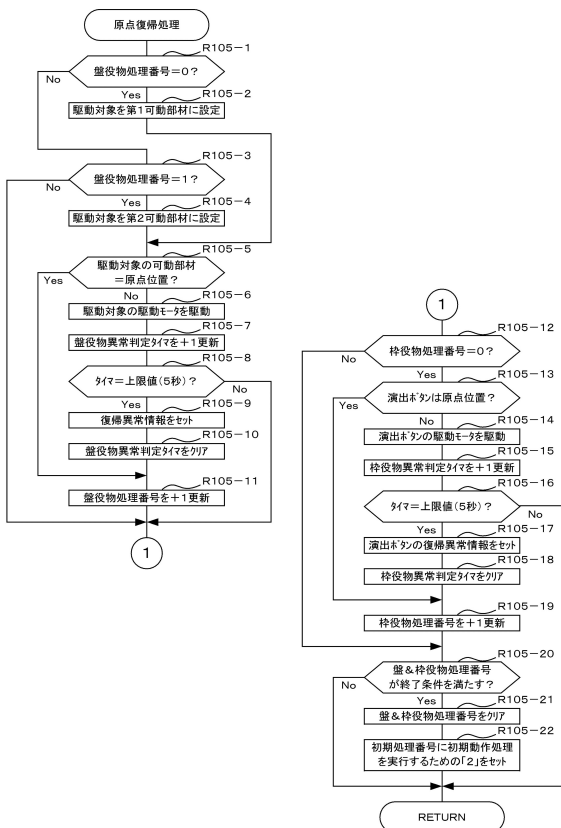 原点復帰処理
R105-1
盤役物処理番号=0?
No
Yes
R105-2
駆動対象を第1可動部材に設定
R105-3
盤役物処理番号=1?
No
Yes
R105-4
駆動対象を第2可動部材に設定
R105-5
駆動対象の可動部材
=原点位置?
Yes
No
R105-6
駆動対象の駆動モータを駆動
R105-7
盤役物異常判定タイマを+1更新
R105-8
タイマ=上限値(5秒)?
No
Yes
R105-9
復帰異常情報をセット
R105-10
盤役物異常判定タイマをクリア
R105-11
盤役物処理番号を+1更新
1
1
R105-12
枠役物処理番号=0?
No
Yes
R105-13
演出ボタンは原点位置?
Yes
No
R105-14
演出ボタンの駆動モータを駆動
R105-15
枠役物異常判定タイマを+1更新
R105-16
タイマ=上限値(5秒)?
No
Yes
R105-17
演出ボタンの復帰異常情報をセット
R105-18
枠役物異常判定タイマをクリア
R105-19
枠役物処理番号を+1更新
R105-20
盤&枠役物処理番号
が終了条件を満たす?
No
Yes
R105-21
盤&枠役物処理番号をクリア
R105-22
初期処理番号に初期動作処理
を実行するための「2」をセット
RETURN